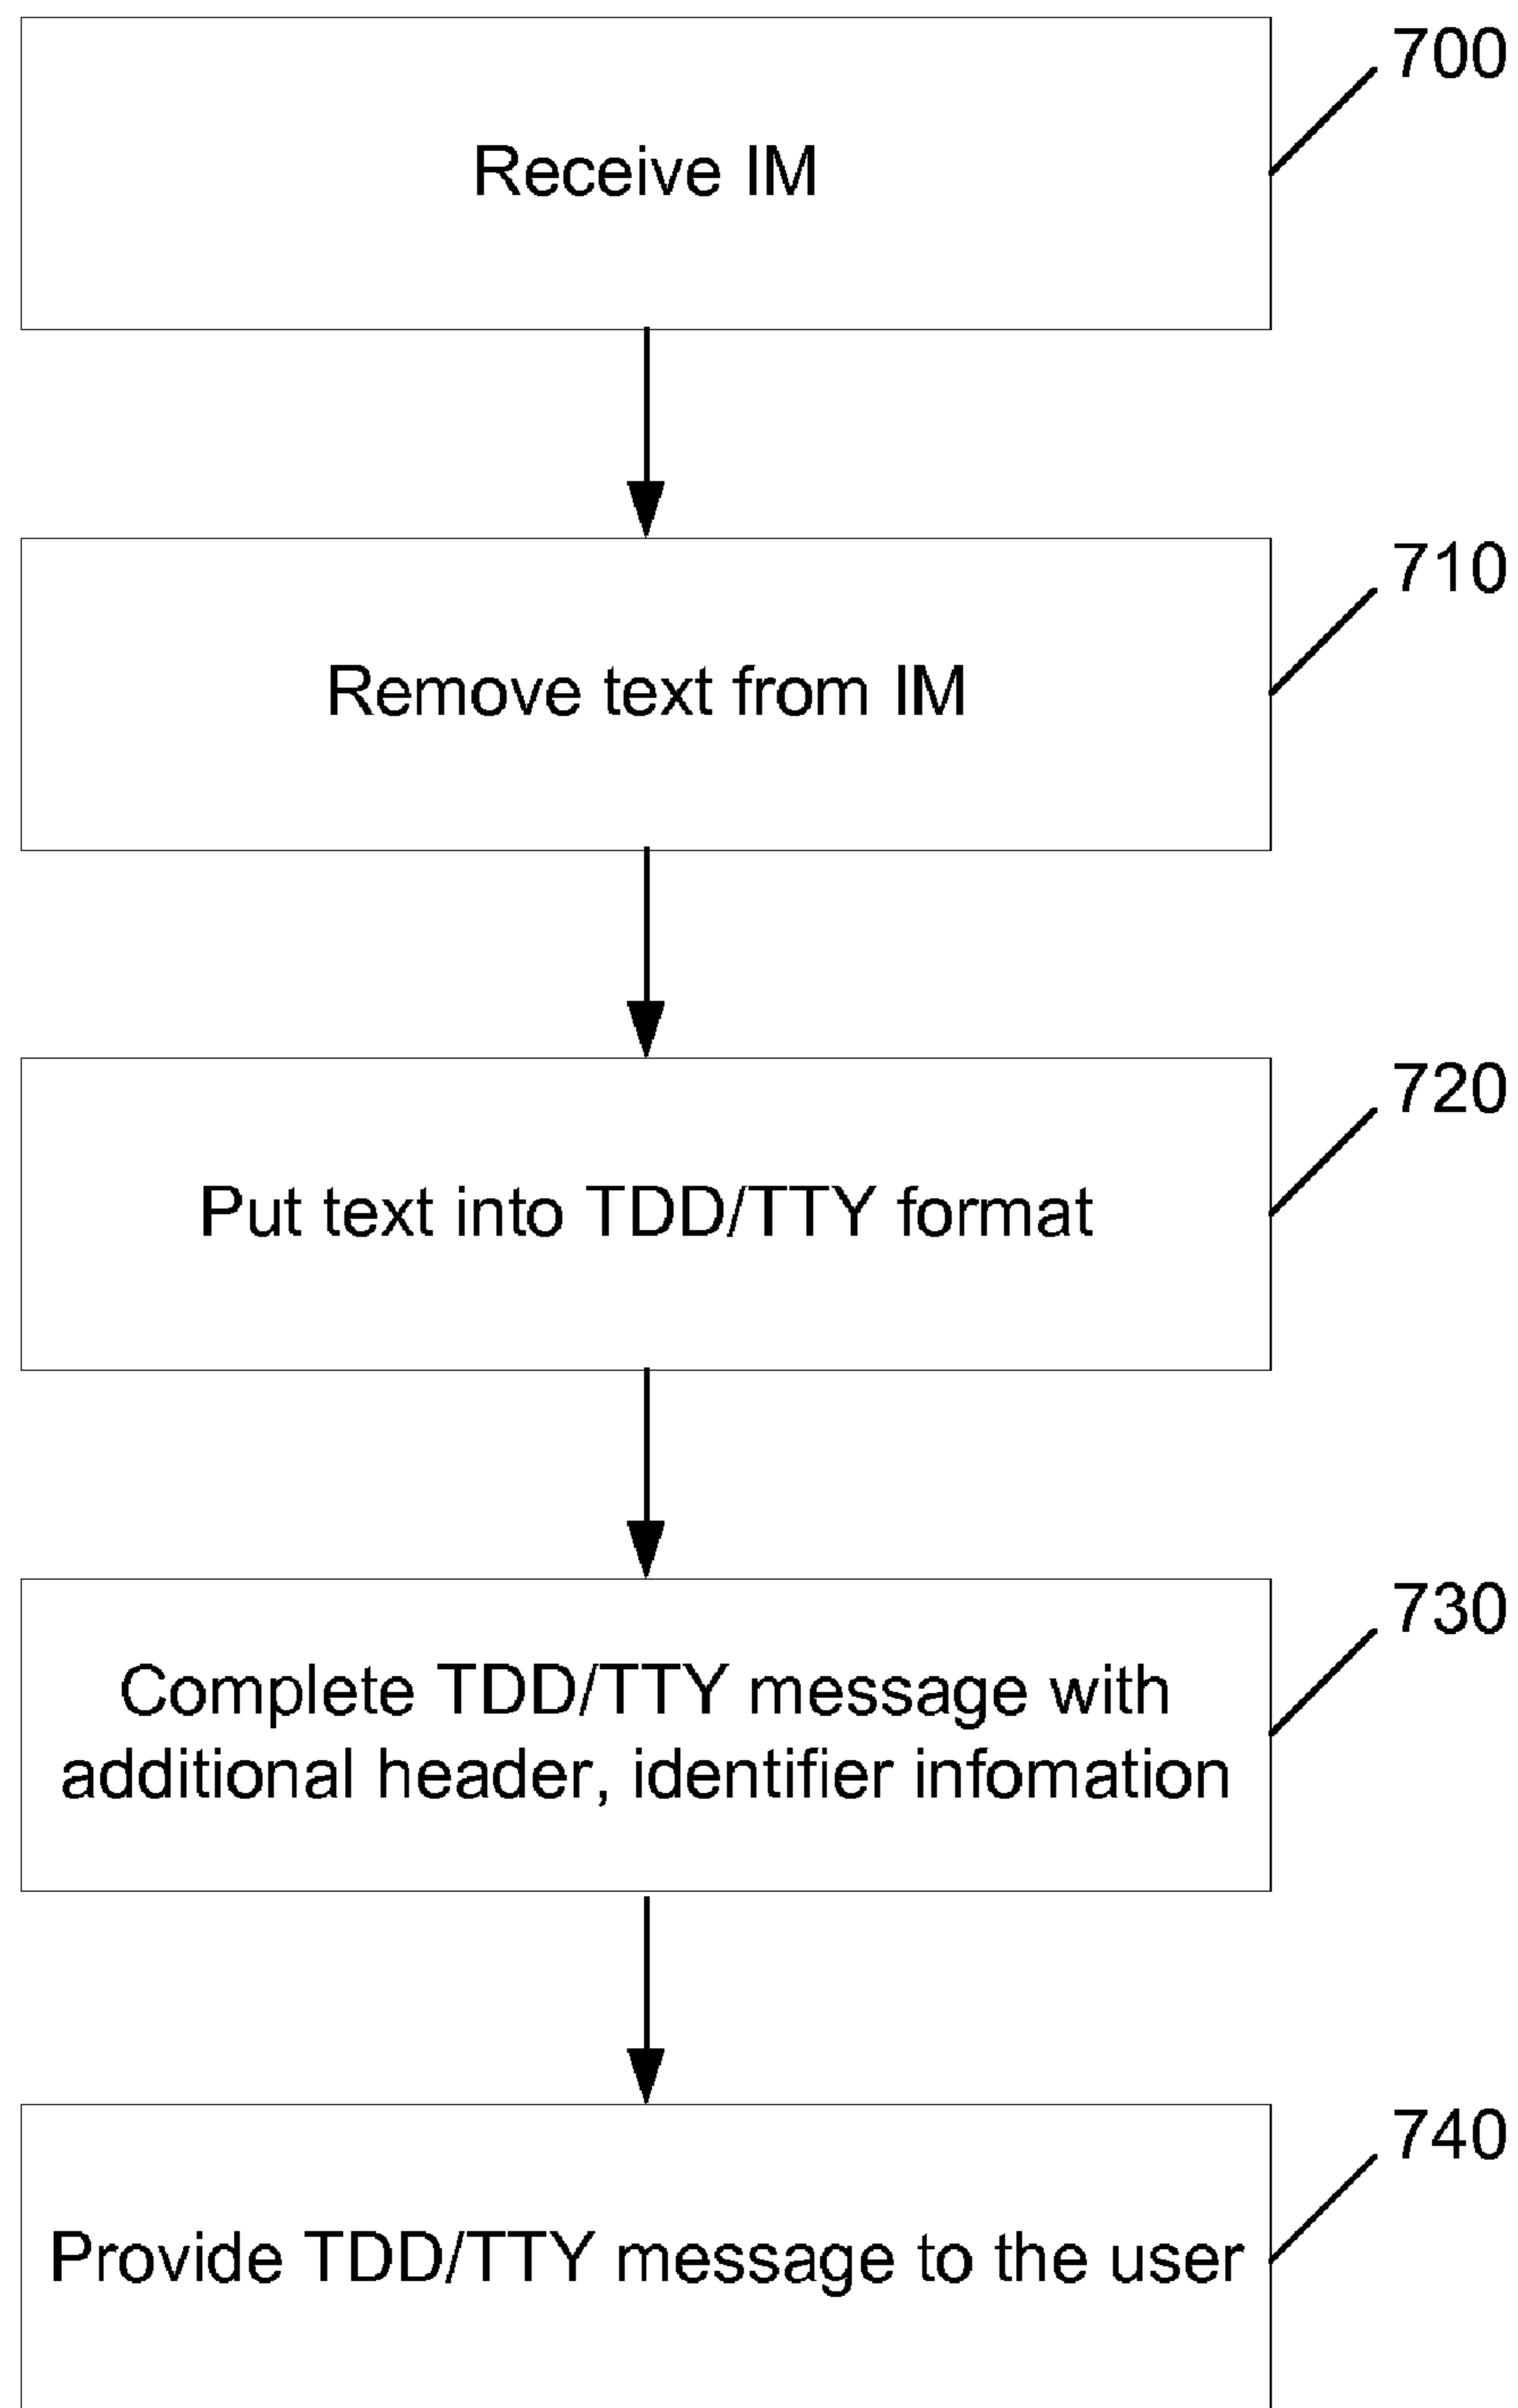 700
Receive IM
710
Remove text from IM
720
Put text into TDD/TTY format
730
Complete TDD/TTY message with
additional header, identifier infomation
740
Provide TDD/TTY message to the user